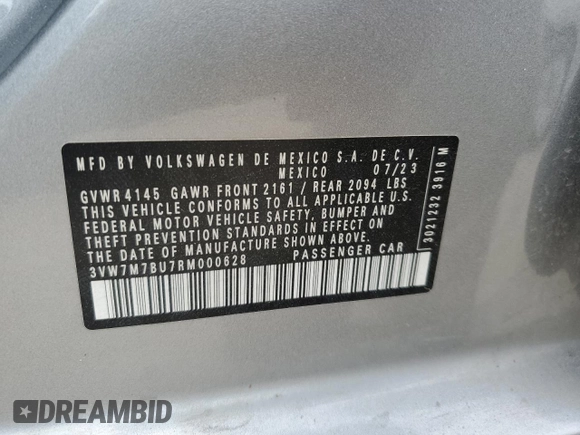 MFD BY VOLKSWAGEN DE MEXICO S.A. DE C.V.
MEXICO 07/23
GVWR 4145 GAWR FRONT 2161 / REAR 2094 LBS
THIS VEHICLE CONFORMS TO ALL APPLICABLE U.S.
FEDERAL MOTOR VEHICLE SAFETY, BUMPER AND
THEFT PREVENTION STANDARDS IN EFFECT ON
THE DATE OF MANUFACTURE SHOWN ABOVE.
3VW7M7BU7RM000628 PASSENGER CAR
3021232 3916 M
DREAMBID